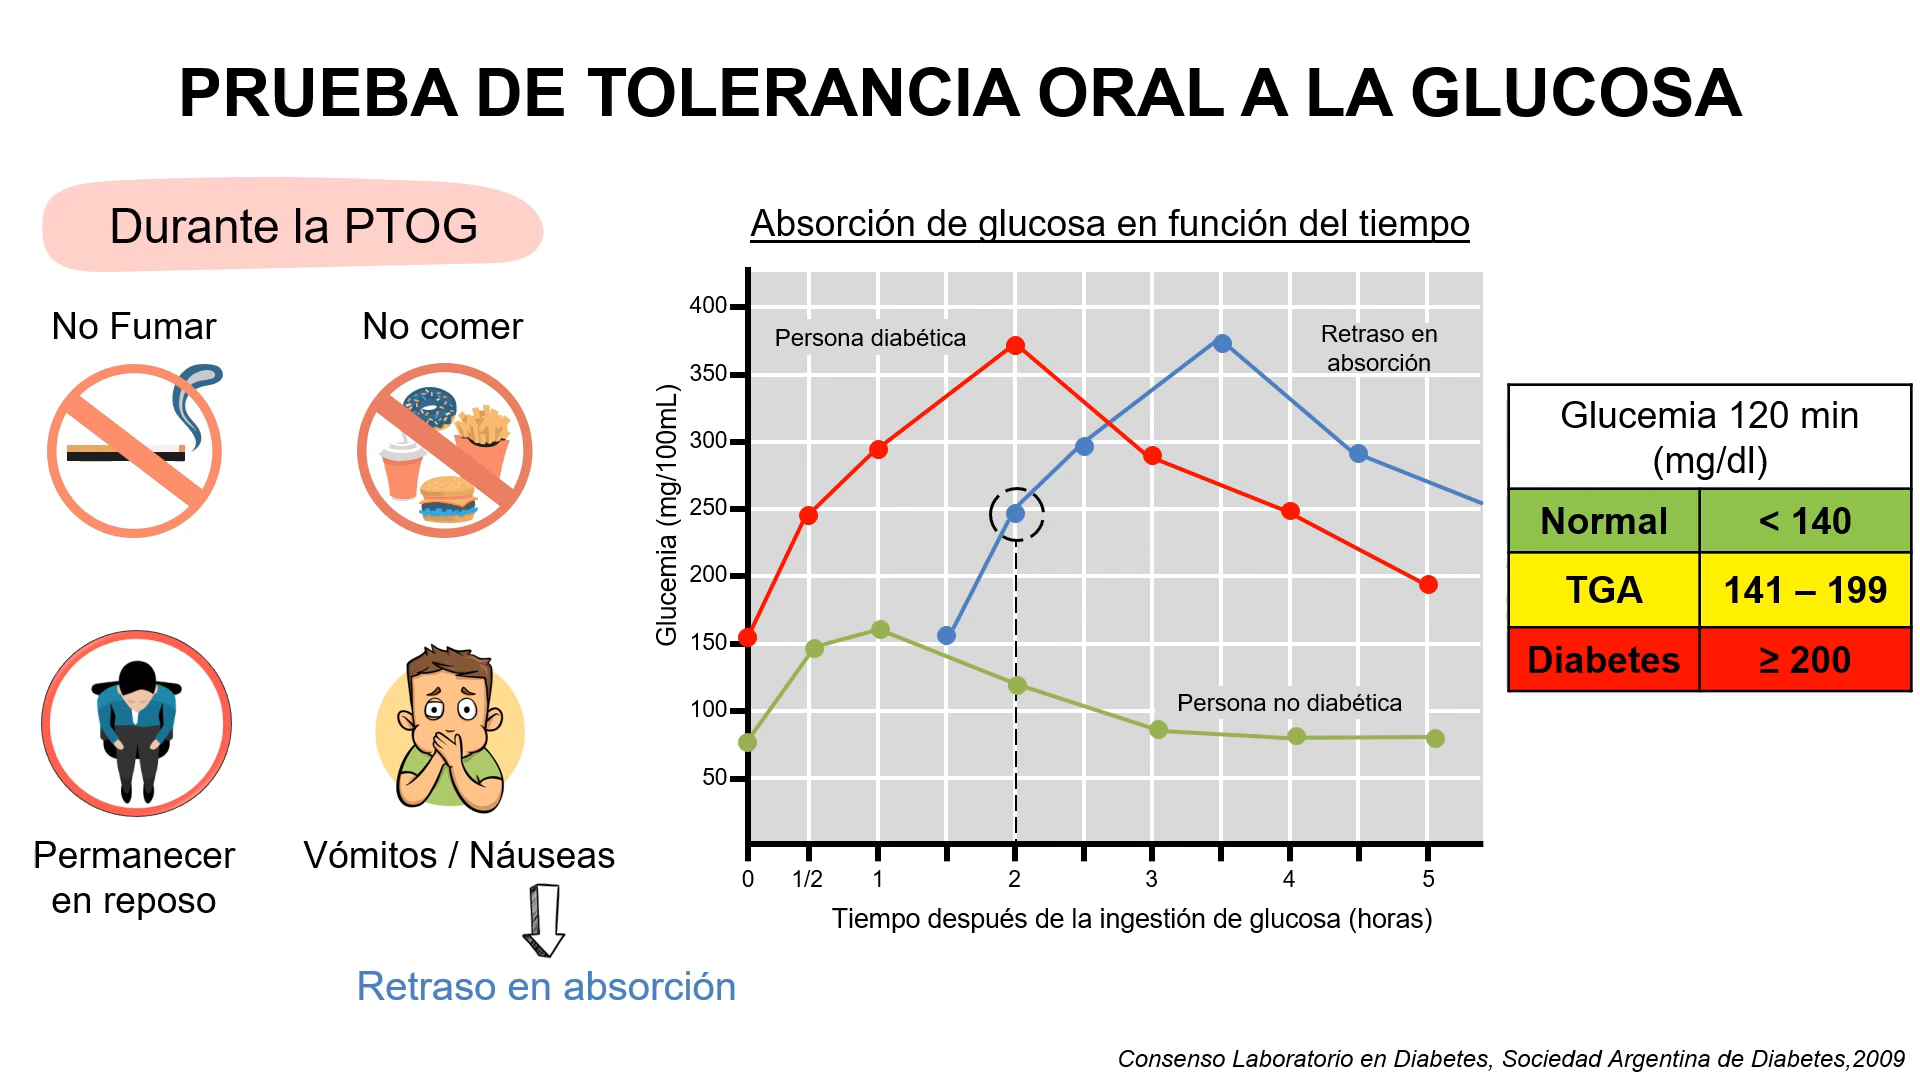 PRUEBA DE TOLERANCIA ORAL A LA GLUCOSA
Durante la PTOG
No Fumar
No comer
Permanecer
en reposo
Vómitos / Náuseas
Retraso en absorción
Absorción de glucosa en función del tiempo
Glucemia (mg/100mL)
400
350
300
250
200
150
100
50
Persona diabética
Retraso en
absorción
Persona no diabética
0 1/2 1 2 3 4 5
Tiempo después de la ingestión de glucosa (horas)
Glucemia 120 min
(mg/dl)
Normal < 140
TGA 141 – 199
Diabetes ≥ 200
Consenso Laboratorio en Diabetes, Sociedad Argentina de Diabetes,2009